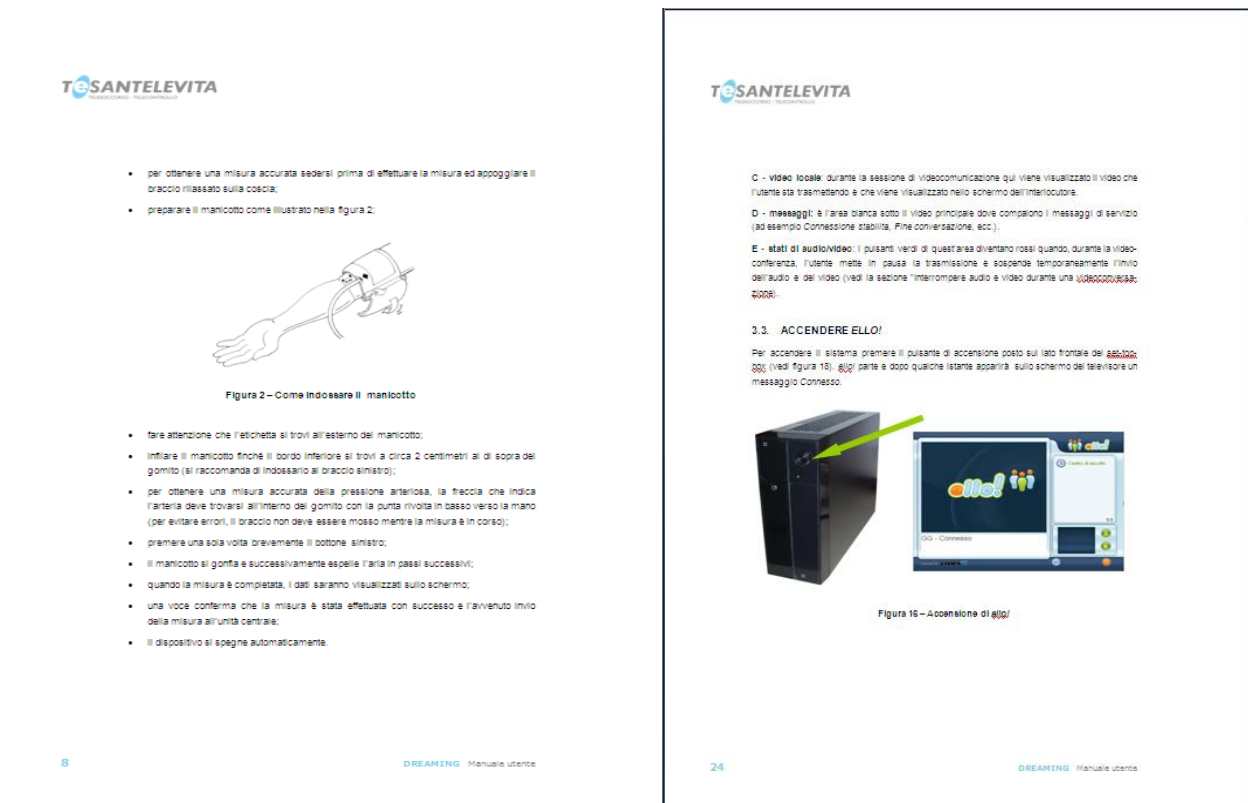 TeSANTELEVITA
TELESOCCORSO - TELECONTROLLO
• per ottenere una misura accurata sedersi prima di effettuare la misura ed appoggiare il
braccio rilassato sulla coscia;
• preparare il manicotto come illustrato nella figura 2;
Figura 2 – Come indossare il manicotto
• fare attenzione che l'etichetta si trovi all'esterno del manicotto;
• infilare il manicotto finché il bordo inferiore si trovi a circa 2 centimetri al di sopra del
gomito (si raccomanda di indossarlo al braccio sinistro);
• per ottenere una misura accurata della pressione arteriosa, la freccia che indica
l'arteria deve trovarsi all'interno del gomito con la punta rivolta in basso verso la mano
(per evitare errori, il braccio non deve essere mosso mentre la misura è in corso);
• premere una sola volta brevemente il bottone sinistro;
• il manicotto si gonfia e successivamente espelle l'aria in passi successivi;
• quando la misura è completata, i dati saranno visualizzati sullo schermo;
• una voce conferma che la misura è stata effettuata con successo e l'avvenuto invio
della misura all'unità centrale;
• il dispositivo si spegne automaticamente.
8 DREAMING Manuale utente
TeSANTELEVITA
TELESOCCORSO - TELECONTROLLO
C - video locale: durante la sessione di videocomunicazione qui viene visualizzato il video che
l'utente sta trasmettendo e che viene visualizzato nello schermo dell'interlocutore.
D - messaggi: è l'area bianca sotto il video principale dove compaiono i messaggi di servizio
(ad esempio Connessione stabilita, Fine conversazione, ecc.).
E - stati di audio/video: i pulsanti verdi di quest'area diventano rossi quando, durante la video-
conferenza, l'utente mette in pausa la trasmissione e sospende temporaneamente l'invio
dell'audio e del video (vedi la sezione "Interrompere audio e video durante una videoconversa-
zione).
3.3. ACCENDERE ELLO!
Per accendere il sistema premere il pulsante di accensione posto sul lato frontale del set-top-
box (vedi figura 16). ello! parte e dopo qualche istante apparirà sullo schermo del televisore un
messaggio Connesso.
ello!
ello!
Centro di ascolto
1/1
GG - Connesso
Figura 16 – Accensione di ello!
24 DREAMING Manuale utente